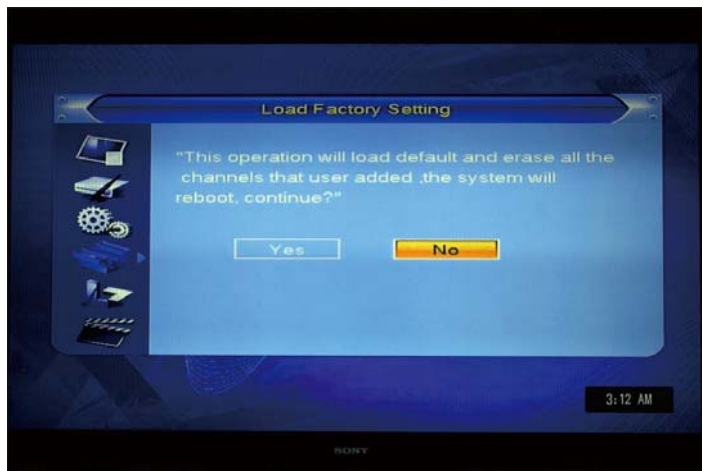 Load Factory Setting
"This operation will load default and erase all the
channels that user added ,the system will
reboot, continue?"
Yes No
3:12 AM
SONY